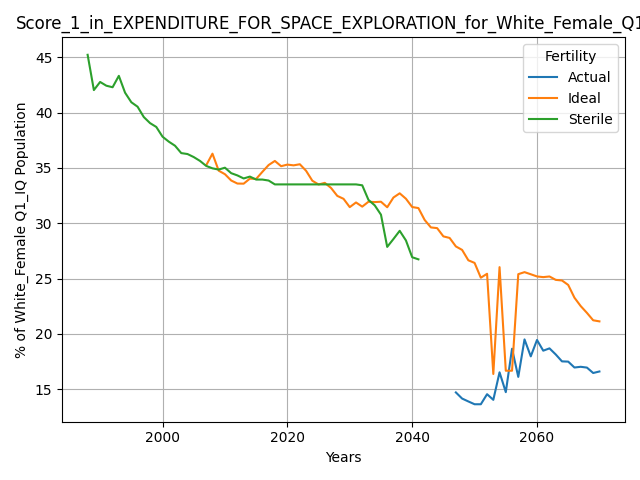 Score_1_in_EXPENDITURE_FOR_SPACE_EXPLORATION_for_White_Female_Q1
% of White_Female Q1_IQ Population
45
40
35
30
25
20
15
Fertility
Actual
Ideal
Sterile
2000
2020
2040
2060
Years